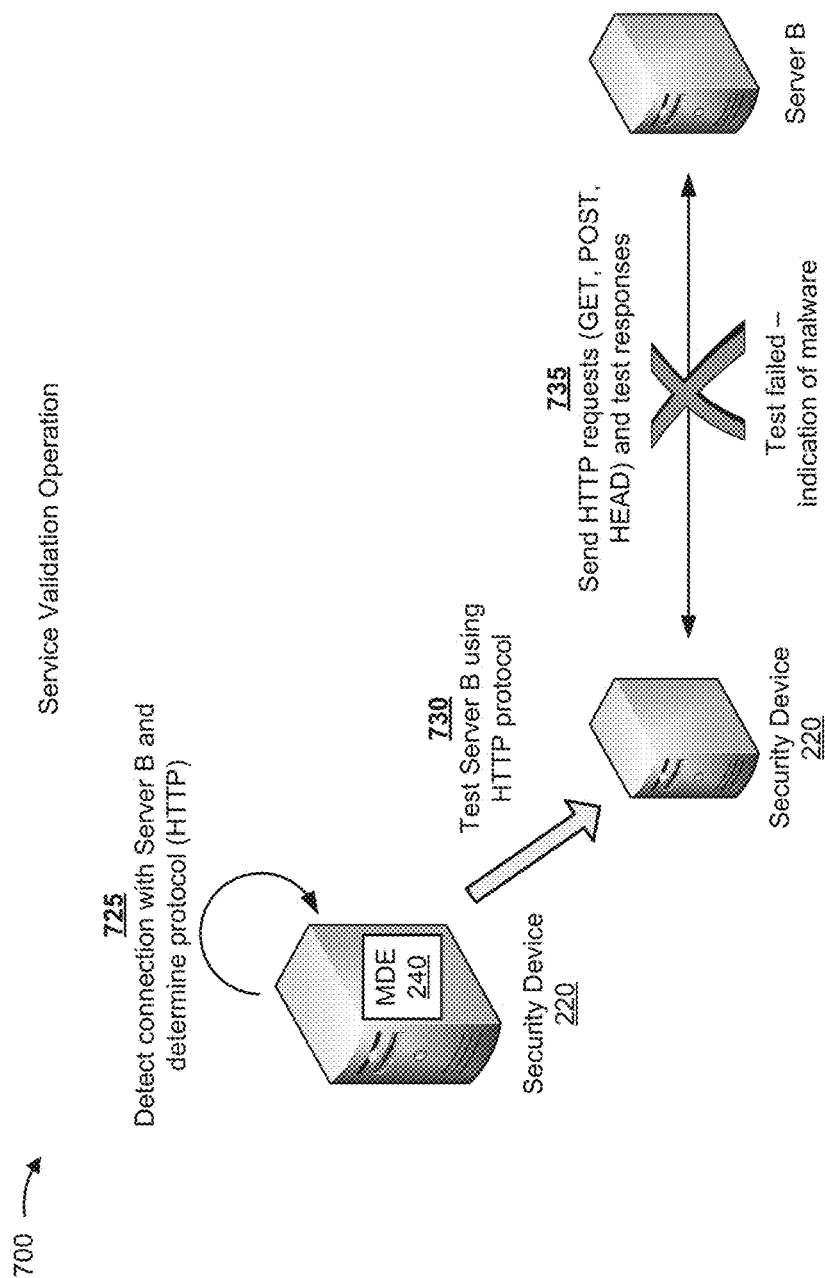 700
Service Validation Operation
725
Detect connection with Server B and
determine protocol (HTTP)
MDE
240
Security Device
220
730
Test Server B using
HTTP protocol
Security Device
220
735
Send HTTP requests (GET, POST,
HEAD) and test responses
Test failed –
indication of malware
Server B